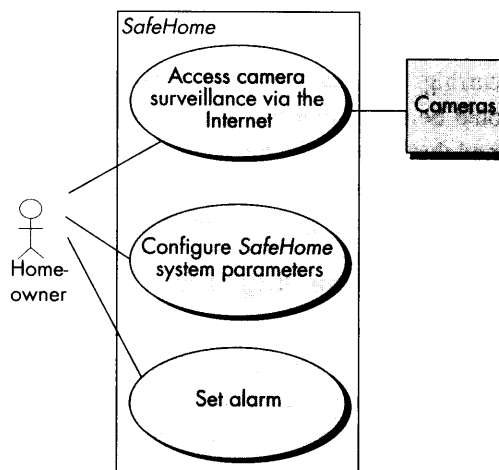 SafeHome
Access camera
surveillance via the
Internet
Cameras
Configure SafeHome
system parameters
Home-
owner
Set alarm